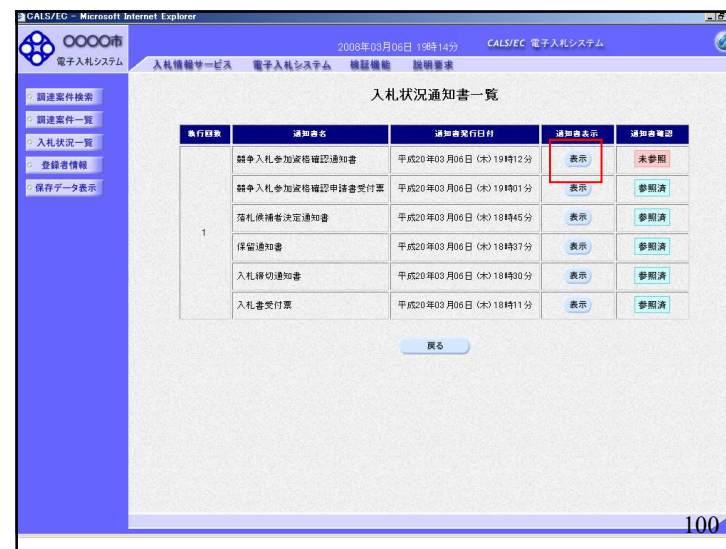 CALS/EC - Microsoft Internet Explorer
〇〇〇〇市
電子入札システム
2008年03月06日 19時14分
CALS/EC 電子入札システム
入札情報サービス 電子入札システム 検証機能 説明要求
調達案件検索
調達案件一覧
入札状況一覧
登録者情報
保存データ表示
入札状況通知書一覧
執行回数 通知書名 通知書発行日付 通知書表示 通知書確認
競争入札参加資格確認通知書 平成20年03月06日 (木) 19時12分 表示 未参照
競争入札参加資格確認申請書受付票 平成20年03月06日 (木) 19時01分 表示 参照済
落札候補者決定通知書 平成20年03月06日 (木) 18時45分 表示 参照済
1
保留通知書 平成20年03月06日 (木) 18時37分 表示 参照済
入札締切通知書 平成20年03月06日 (木) 18時30分 表示 参照済
入札書受付票 平成20年03月06日 (木) 18時11分 表示 参照済
戻る
100